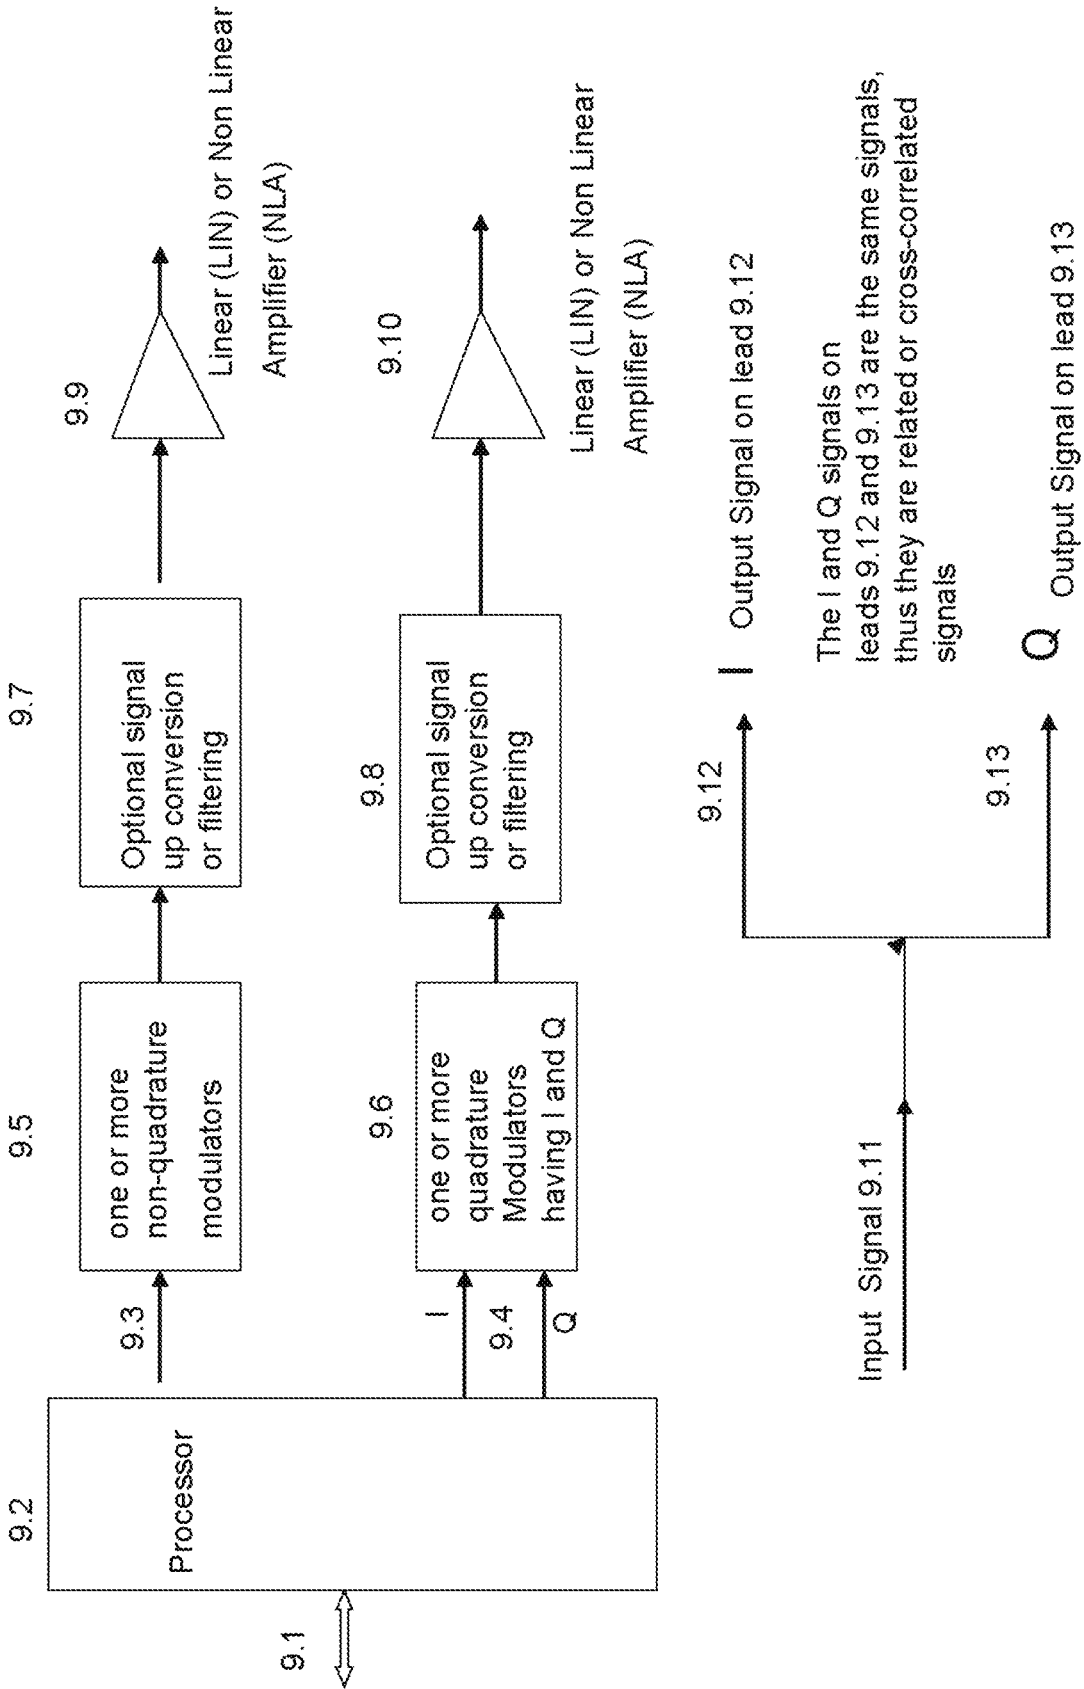 9.2
9.5
9.7
9.9
9.1
Processor
9.3
one or more
non-quadrature
modulators
Optional signal
up conversion
or filtering
Linear (LIN) or Non Linear
Amplifier (NLA)
9.6
9.8
9.10
I
9.4
Q
one or more
quadrature
Modulators
having I and Q
Optional signal
up conversion
or filtering
Linear (LIN) or Non Linear
Amplifier (NLA)
9.12
I
Output Signal on lead 9.12
Input Signal 9.11
The I and Q signals on
leads 9.12 and 9.13 are the same signals,
thus they are related or cross-correlated
signals
9.13
Q
Output Signal on lead 9.13